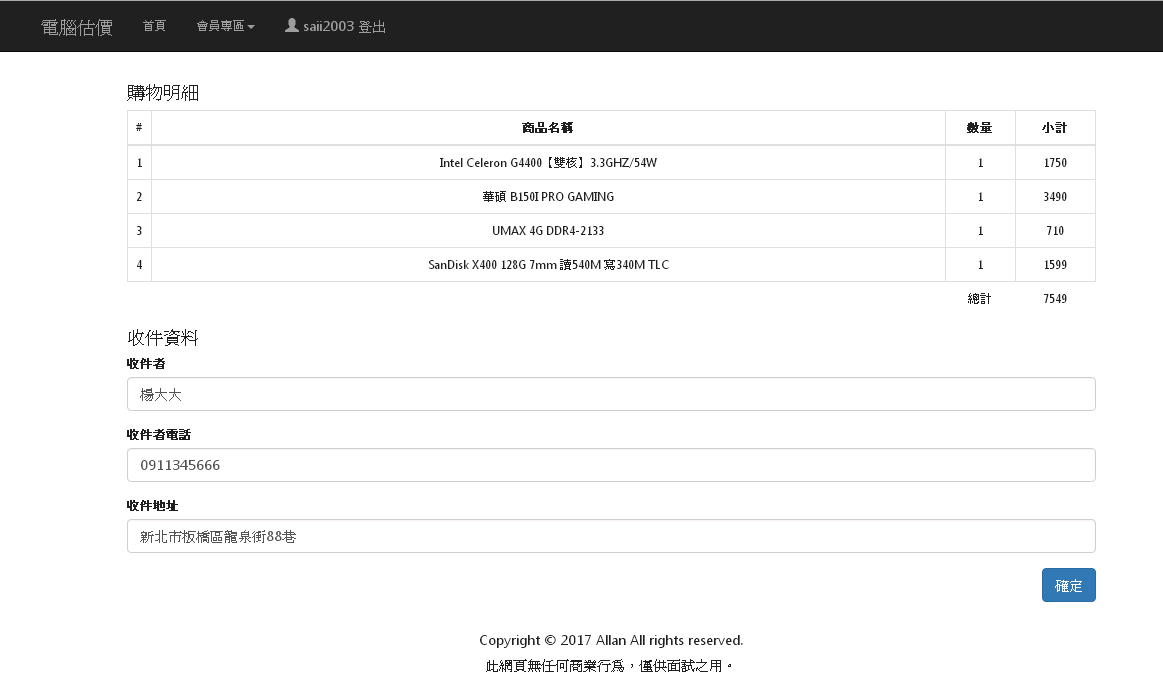 電腦估價 首頁 會員專區 saii2003 登出
購物明細
# 商品名稱 數量 小計
1 Intel Celeron G4400【雙核】3.3GHZ/54W 1 1750
2 華碩 B150I PRO GAMING 1 3490
3 UMAX 4G DDR4-2133 1 710
4 SanDisk X400 128G 7mm 讀540M 寫340M TLC 1 1599
總計 7549
收件資料
收件者
楊大大
收件者電話
0911345666
收件地址
新北市板橋區龍泉街88巷
確定
Copyright © 2017 Allan All rights reserved.
此網頁無任何商業行為，僅供面試之用。